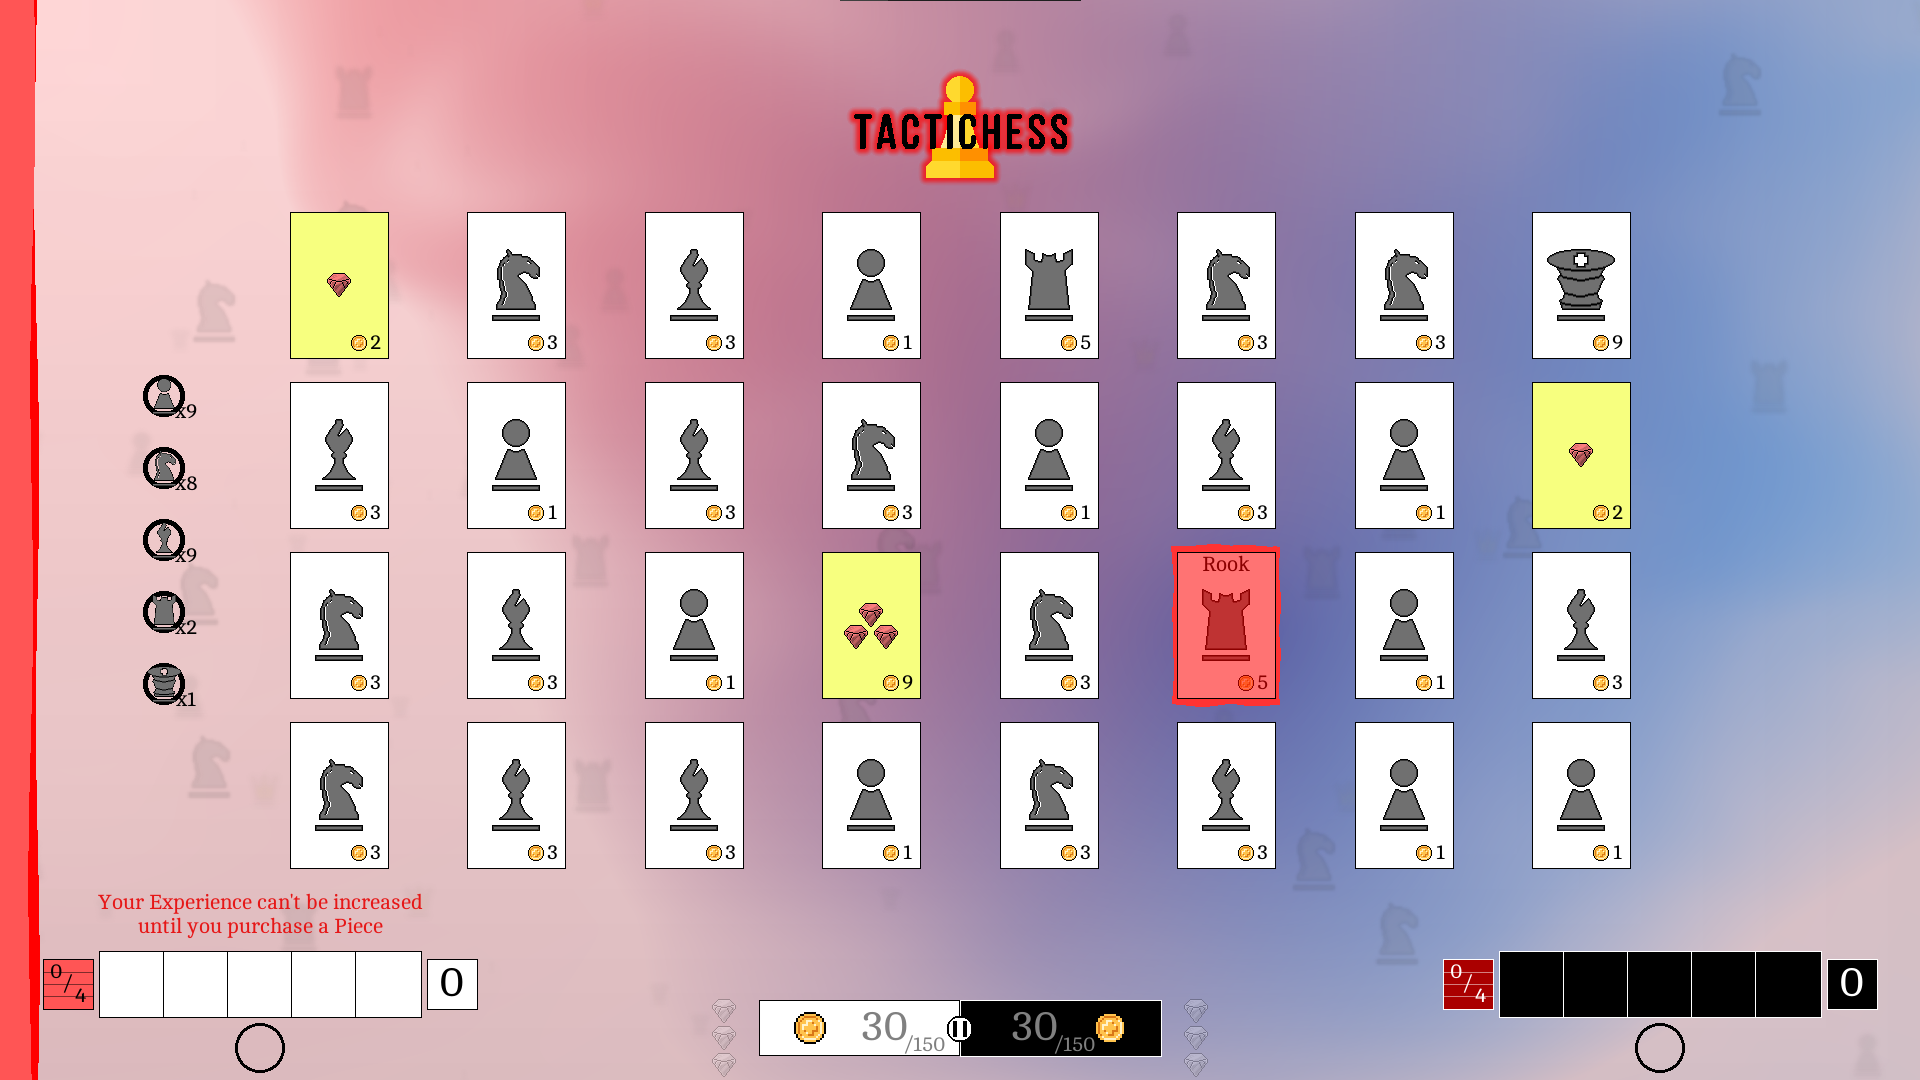 TACTICHESS
2 3 3 1 5 3 3 9
x9
3 1 3 3 1 3 1 2
x8
x9
Rook
x2
3 3 1 9 3 5 1 3
x1
3 3 3 1 3 3 1 1
Your Experience can't be increased
until you purchase a Piece
0/4 0
30/150 30/150
0/4 0